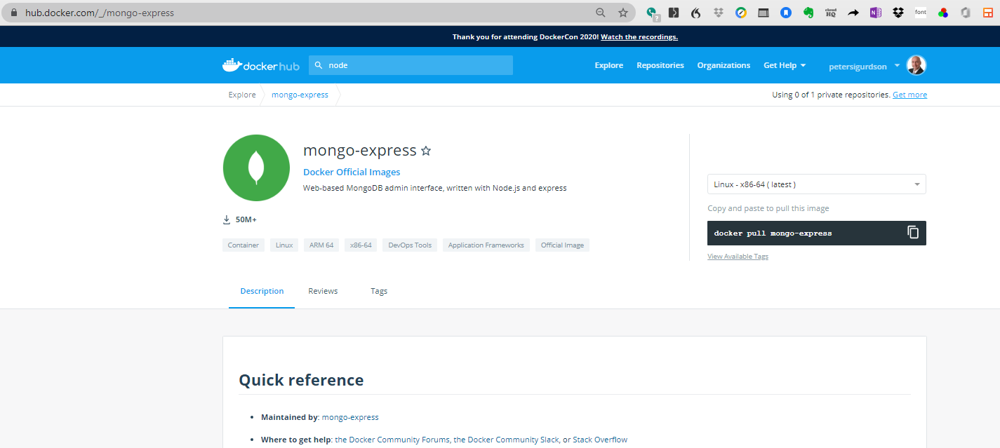 hub.docker.com/_/mongo-express
?
cloud HQ
N
font
Thank you for attending DockerCon 2020! Watch the recordings.
dockerhub
node
Explore
Repositories
Organizations
Get Help
petersigurdson
Explore
mongo-express
Using 0 of 1 private repositories. Get more
mongo-express
Docker Official Images
Web-based MongoDB admin interface, written with Node.js and express
50M+
Container
Linux
ARM 64
x86-64
DevOps Tools
Application Frameworks
Official Image
Linux - x86-64 ( latest )
Copy and paste to pull this image
docker pull mongo-express
View Available Tags
Description
Reviews
Tags
Quick reference
• Maintained by: mongo-express
• Where to get help: the Docker Community Forums, the Docker Community Slack, or Stack Overflow